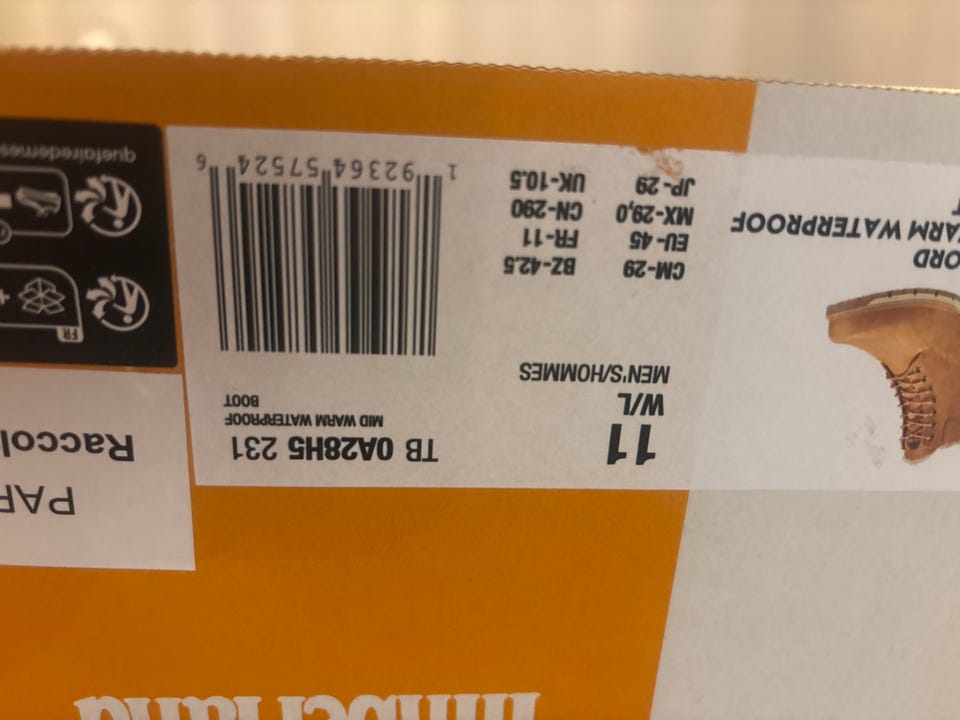 11
W/L
MEN'S/HOMMES
CM-29 BZ-42.5
EU-45 FR-11
MX-29,0 CN-290
JP-29 UK-10.5
TB 0A28H5 231
MID WARM WATERPROOF
BOOT
1 92364 57524 6
ORD
ARM WATERPROOF
T
PAP
Raccol
FR
+
quefairedemes
Timberland